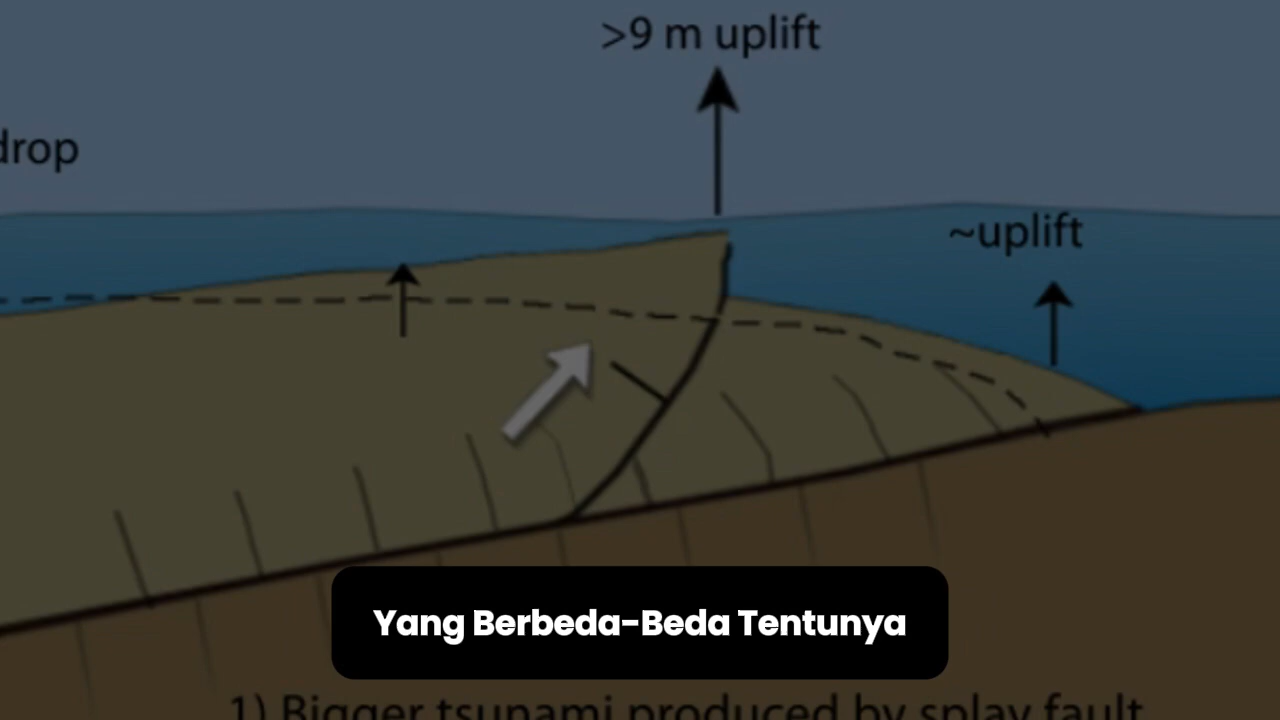 >9 m uplift
drop
~uplift
Yang Berbeda-Beda Tentunya
1) Bigger tsunami produced by splay fault